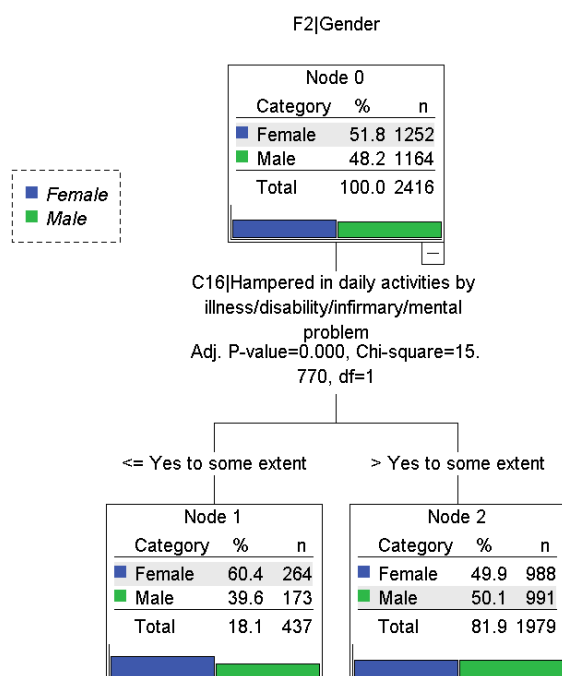 F2|Gender
Node 0
Category % n
Female 51.8 1252
Male 48.2 1164
Total 100.0 2416
Female
Male
C16|Hampered in daily activities by
illness/disability/infirmary/mental
problem
Adj. P-value=0.000, Chi-square=15.
770, df=1
<= Yes to some extent
> Yes to some extent
Node 1
Category % n
Female 60.4 264
Male 39.6 173
Total 18.1 437
Node 2
Category % n
Female 49.9 988
Male 50.1 991
Total 81.9 1979